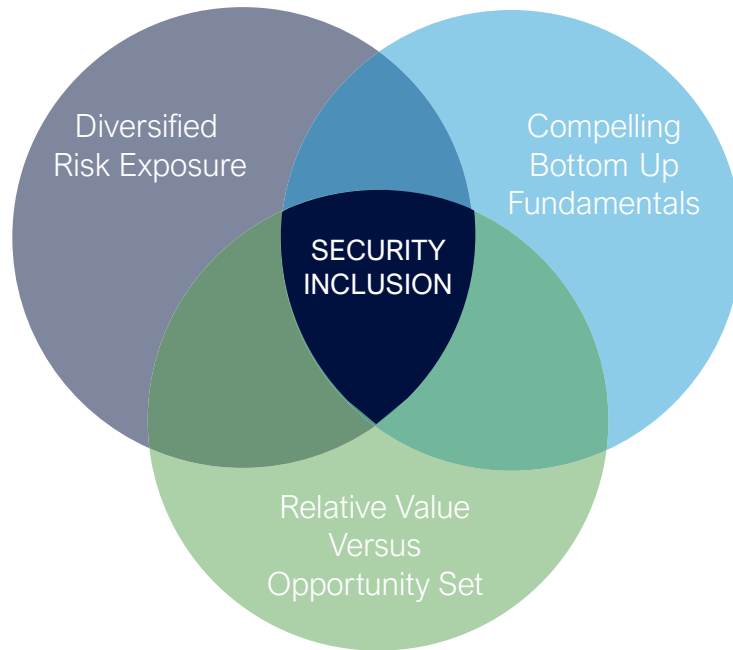 Diversified
Risk Exposure
Compelling
Bottom Up
Fundamentals
SECURITY
INCLUSION
Relative Value
Versus
Opportunity Set